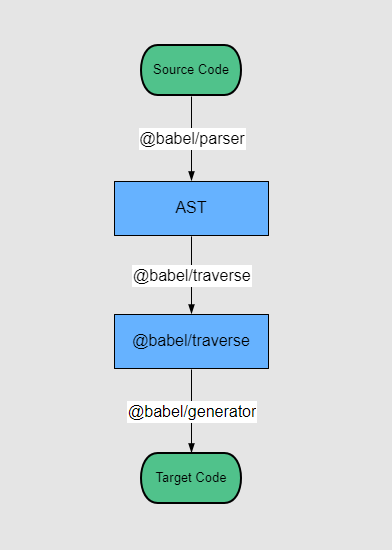 Source Code
@babel/parser
AST
@babel/traverse
@babel/traverse
@babel/generator
Target Code